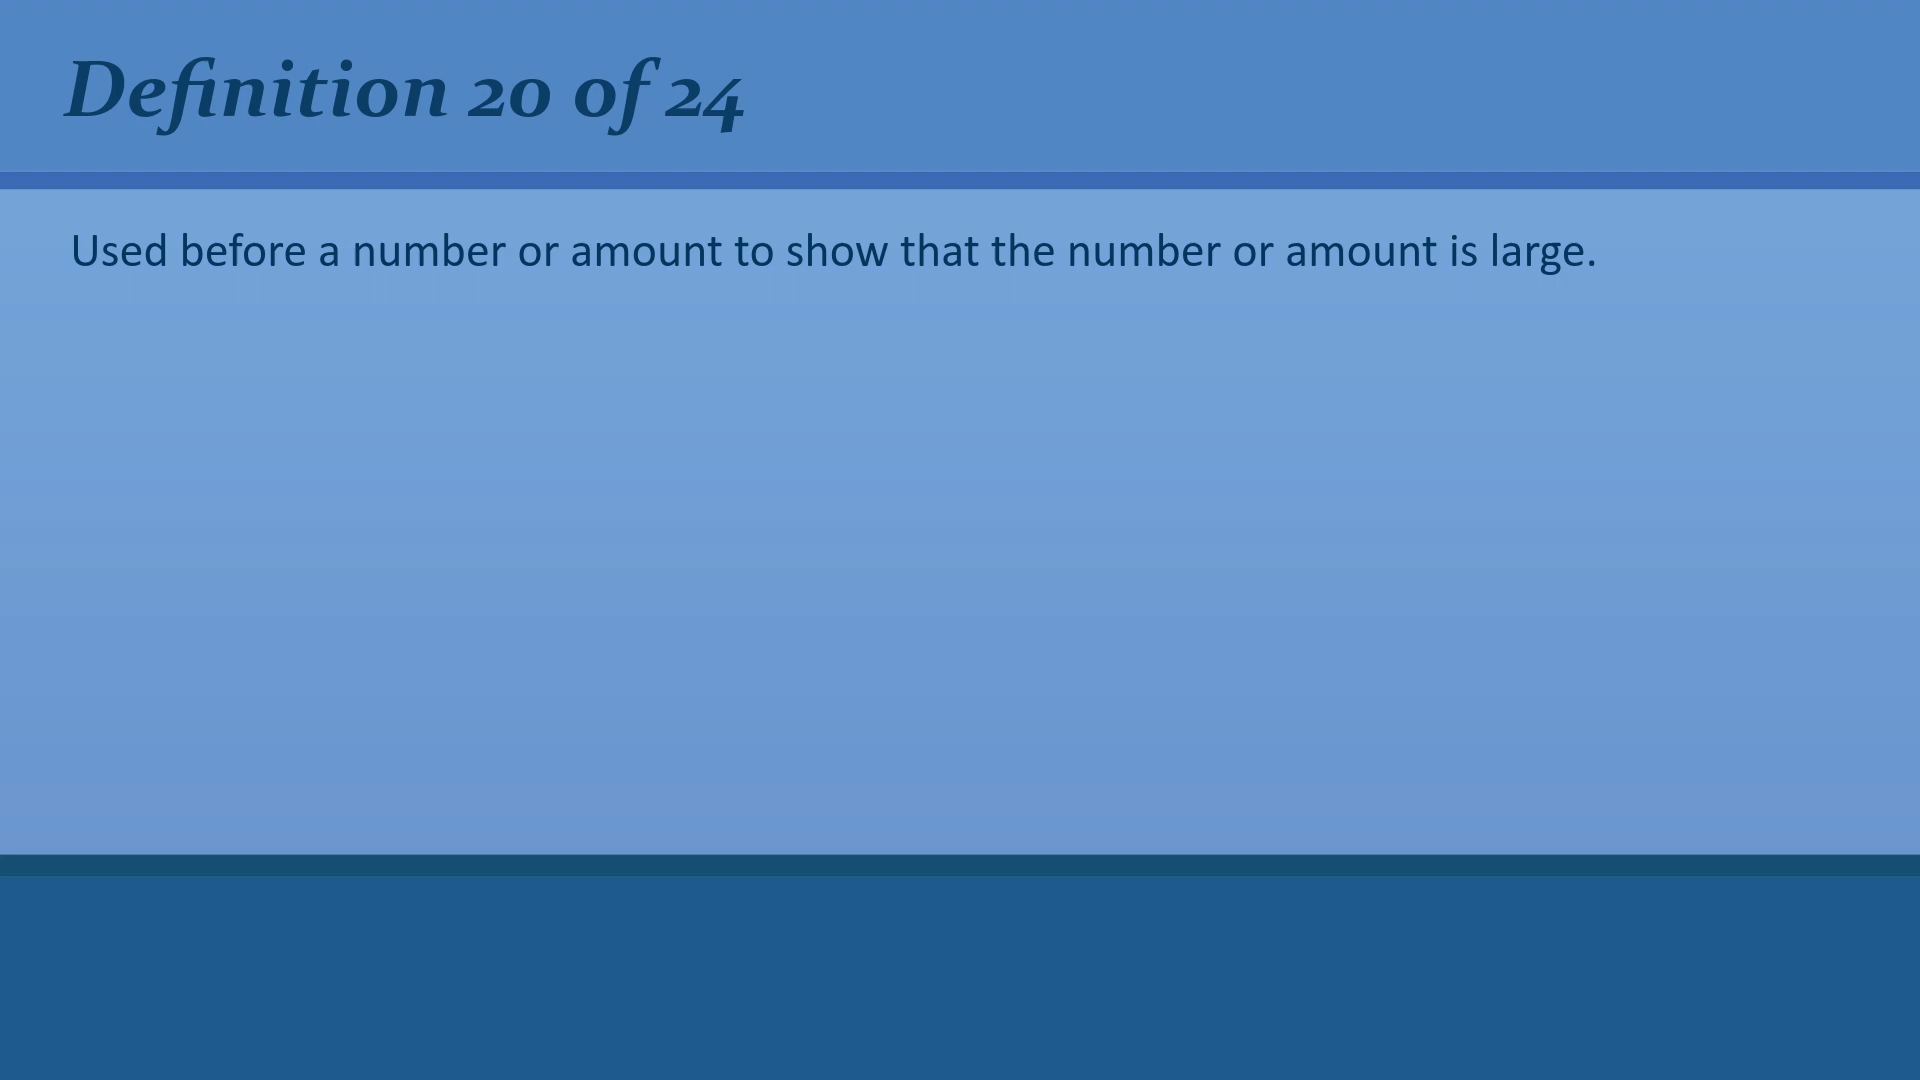 Definition 20 of 24
Used before a number or amount to show that the number or amount is large.